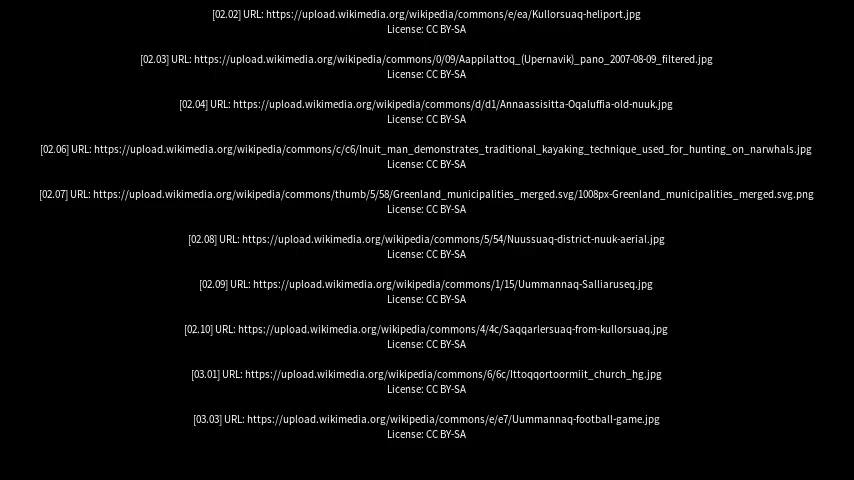 [02.02] URL: https://upload.wikimedia.org/wikipedia/commons/e/ea/Kullorsuaq-heliport.jpg
License: CC BY-SA
[02.03] URL: https://upload.wikimedia.org/wikipedia/commons/0/09/Aappilattoq_(Upernavik)_pano_2007-08-09_filtered.jpg
License: CC BY-SA
[02.04] URL: https://upload.wikimedia.org/wikipedia/commons/d/d1/Annaassisitta-Oqaluffia-old-nuuk.jpg
License: CC BY-SA
[02.06] URL: https://upload.wikimedia.org/wikipedia/commons/c/c6/Inuit_man_demonstrates_traditional_kayaking_technique_used_for_hunting_on_narwhals.jpg
License: CC BY-SA
[02.07] URL: https://upload.wikimedia.org/wikipedia/commons/thumb/5/58/Greenland_municipalities_merged.svg/1008px-Greenland_municipalities_merged.svg.png
License: CC BY-SA
[02.08] URL: https://upload.wikimedia.org/wikipedia/commons/5/54/Nuussuaq-district-nuuk-aerial.jpg
License: CC BY-SA
[02.09] URL: https://upload.wikimedia.org/wikipedia/commons/1/15/Uummannaq-Salliaruseq.jpg
License: CC BY-SA
[02.10] URL: https://upload.wikimedia.org/wikipedia/commons/4/4c/Saqqarlersuaq-from-kullorsuaq.jpg
License: CC BY-SA
[03.01] URL: https://upload.wikimedia.org/wikipedia/commons/6/6c/Ittoqqortoormiit_church_hg.jpg
License: CC BY-SA
[03.03] URL: https://upload.wikimedia.org/wikipedia/commons/e/e7/Uummannaq-football-game.jpg
License: CC BY-SA